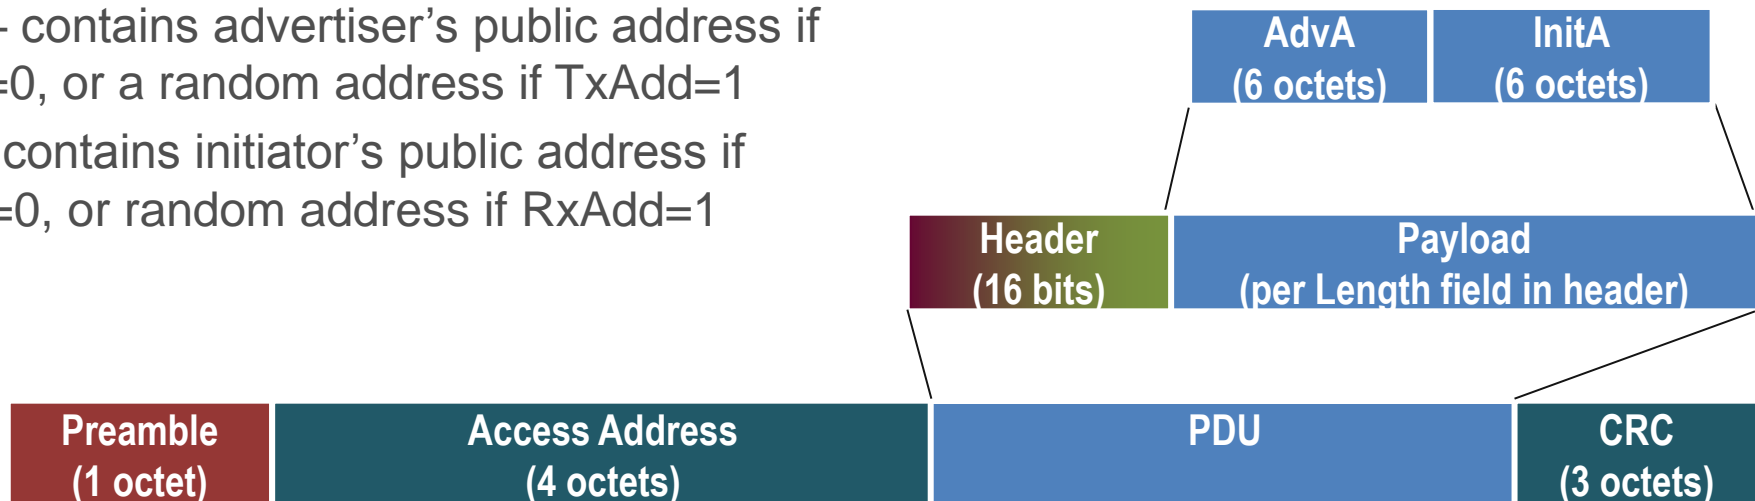 - contains advertiser’s public address if
=0, or a random address if TxAdd=1
contains initiator’s public address if
=0, or random address if RxAdd=1
AdvA
(6 octets)
InitA
(6 octets)
Header
(16 bits)
Payload
(per Length field in header)
Preamble
(1 octet)
Access Address
(4 octets)
PDU
CRC
(3 octets)